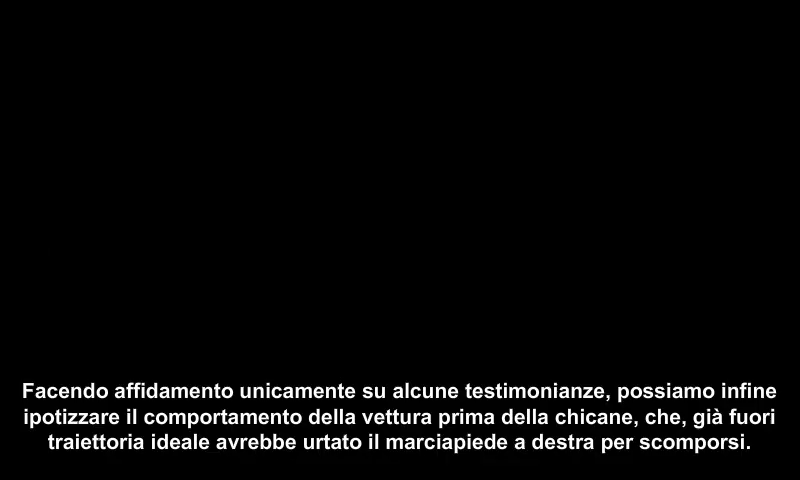 Facendo affidamento unicamente su alcune testimonianze, possiamo infine
ipotizzare il comportamento della vettura prima della chicane, che, già fuori
traiettoria ideale avrebbe urtato il marciapiede a destra per scomporsi.